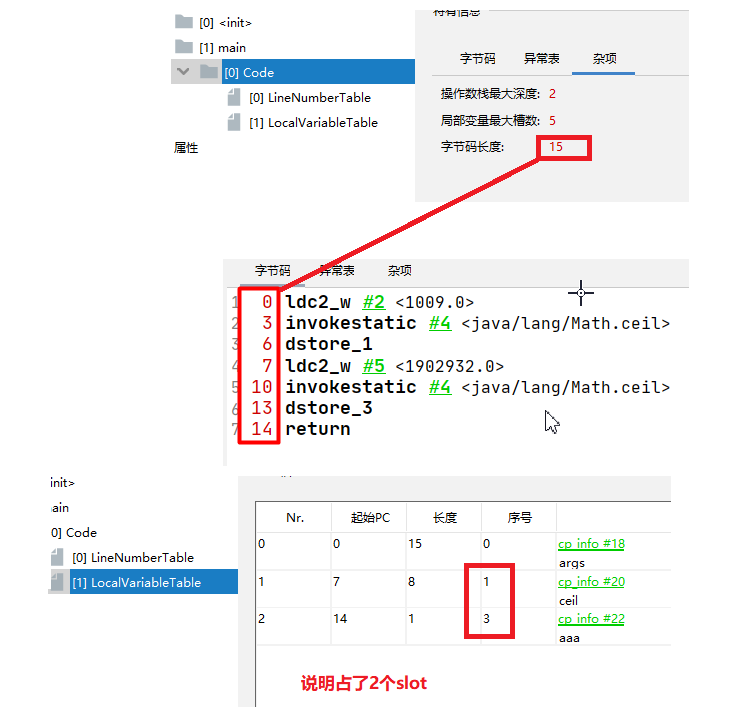 [0] <init>
[1] main
[0] Code
[0] LineNumberTable
[1] LocalVariableTable
属性
特有信息
字节码 异常表 杂项
操作数栈最大深度: 2
局部变量最大槽数: 5
字节码长度: 15
字节码 异常表 杂项
1 0 ldc2_w #2 <1009.0>
2 3 invokestatic #4 <java/lang/Math.ceil>
3 6 dstore_1
4 7 ldc2_w #5 <1902932.0>
5 10 invokestatic #4 <java/lang/Math.ceil>
6 13 dstore_3
7 14 return
init>
ain
0] Code
[0] LineNumberTable
[1] LocalVariableTable
Nr. 起始PC 长度 序号
0 0 15 0 cp_info #18
args
1 7 8 1 cp_info #20
ceil
2 14 1 3 cp_info #22
aaa
说明占了2个slot